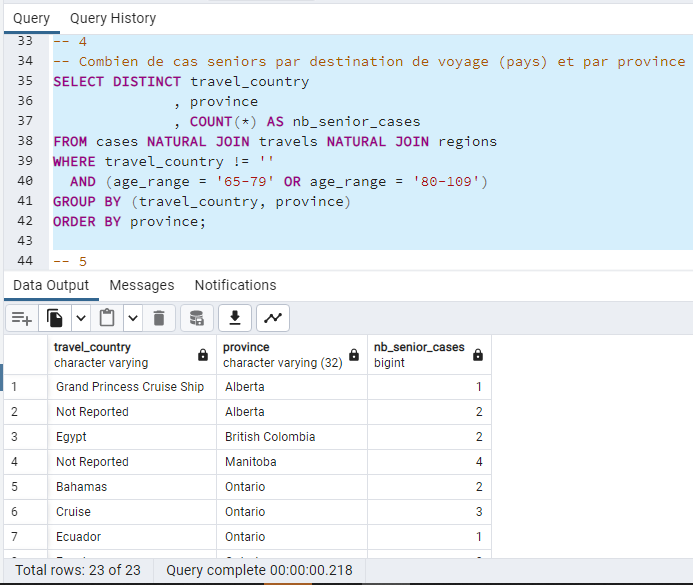 Query Query History
33 -- 4
34 -- Combien de cas seniors par destination de voyage (pays) et par province
35 SELECT DISTINCT travel_country
36 , province
37 , COUNT(*) AS nb_senior_cases
38 FROM cases NATURAL JOIN travels NATURAL JOIN regions
39 WHERE travel_country != ''
40 AND (age_range = '65-79' OR age_range = '80-109')
41 GROUP BY (travel_country, province)
42 ORDER BY province;
43
44 -- 5
Data Output Messages Notifications
travel_country province nb_senior_cases
character varying character varying (32) bigint
1 Grand Princess Cruise Ship Alberta 1
2 Not Reported Alberta 2
3 Egypt British Colombia 2
4 Not Reported Manitoba 4
5 Bahamas Ontario 2
6 Cruise Ontario 3
7 Ecuador Ontario 1
Total rows: 23 of 23 Query complete 00:00:00.218